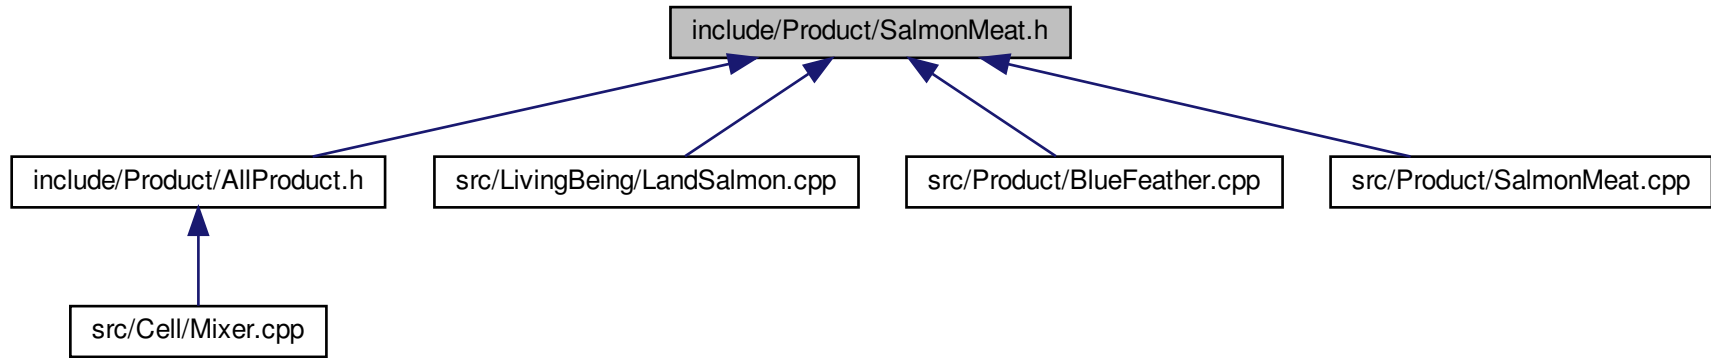 include/Product/SalmonMeat.h
include/Product/AllProduct.h
src/LivingBeing/LandSalmon.cpp
src/Product/BlueFeather.cpp
src/Product/SalmonMeat.cpp
src/Cell/Mixer.cpp